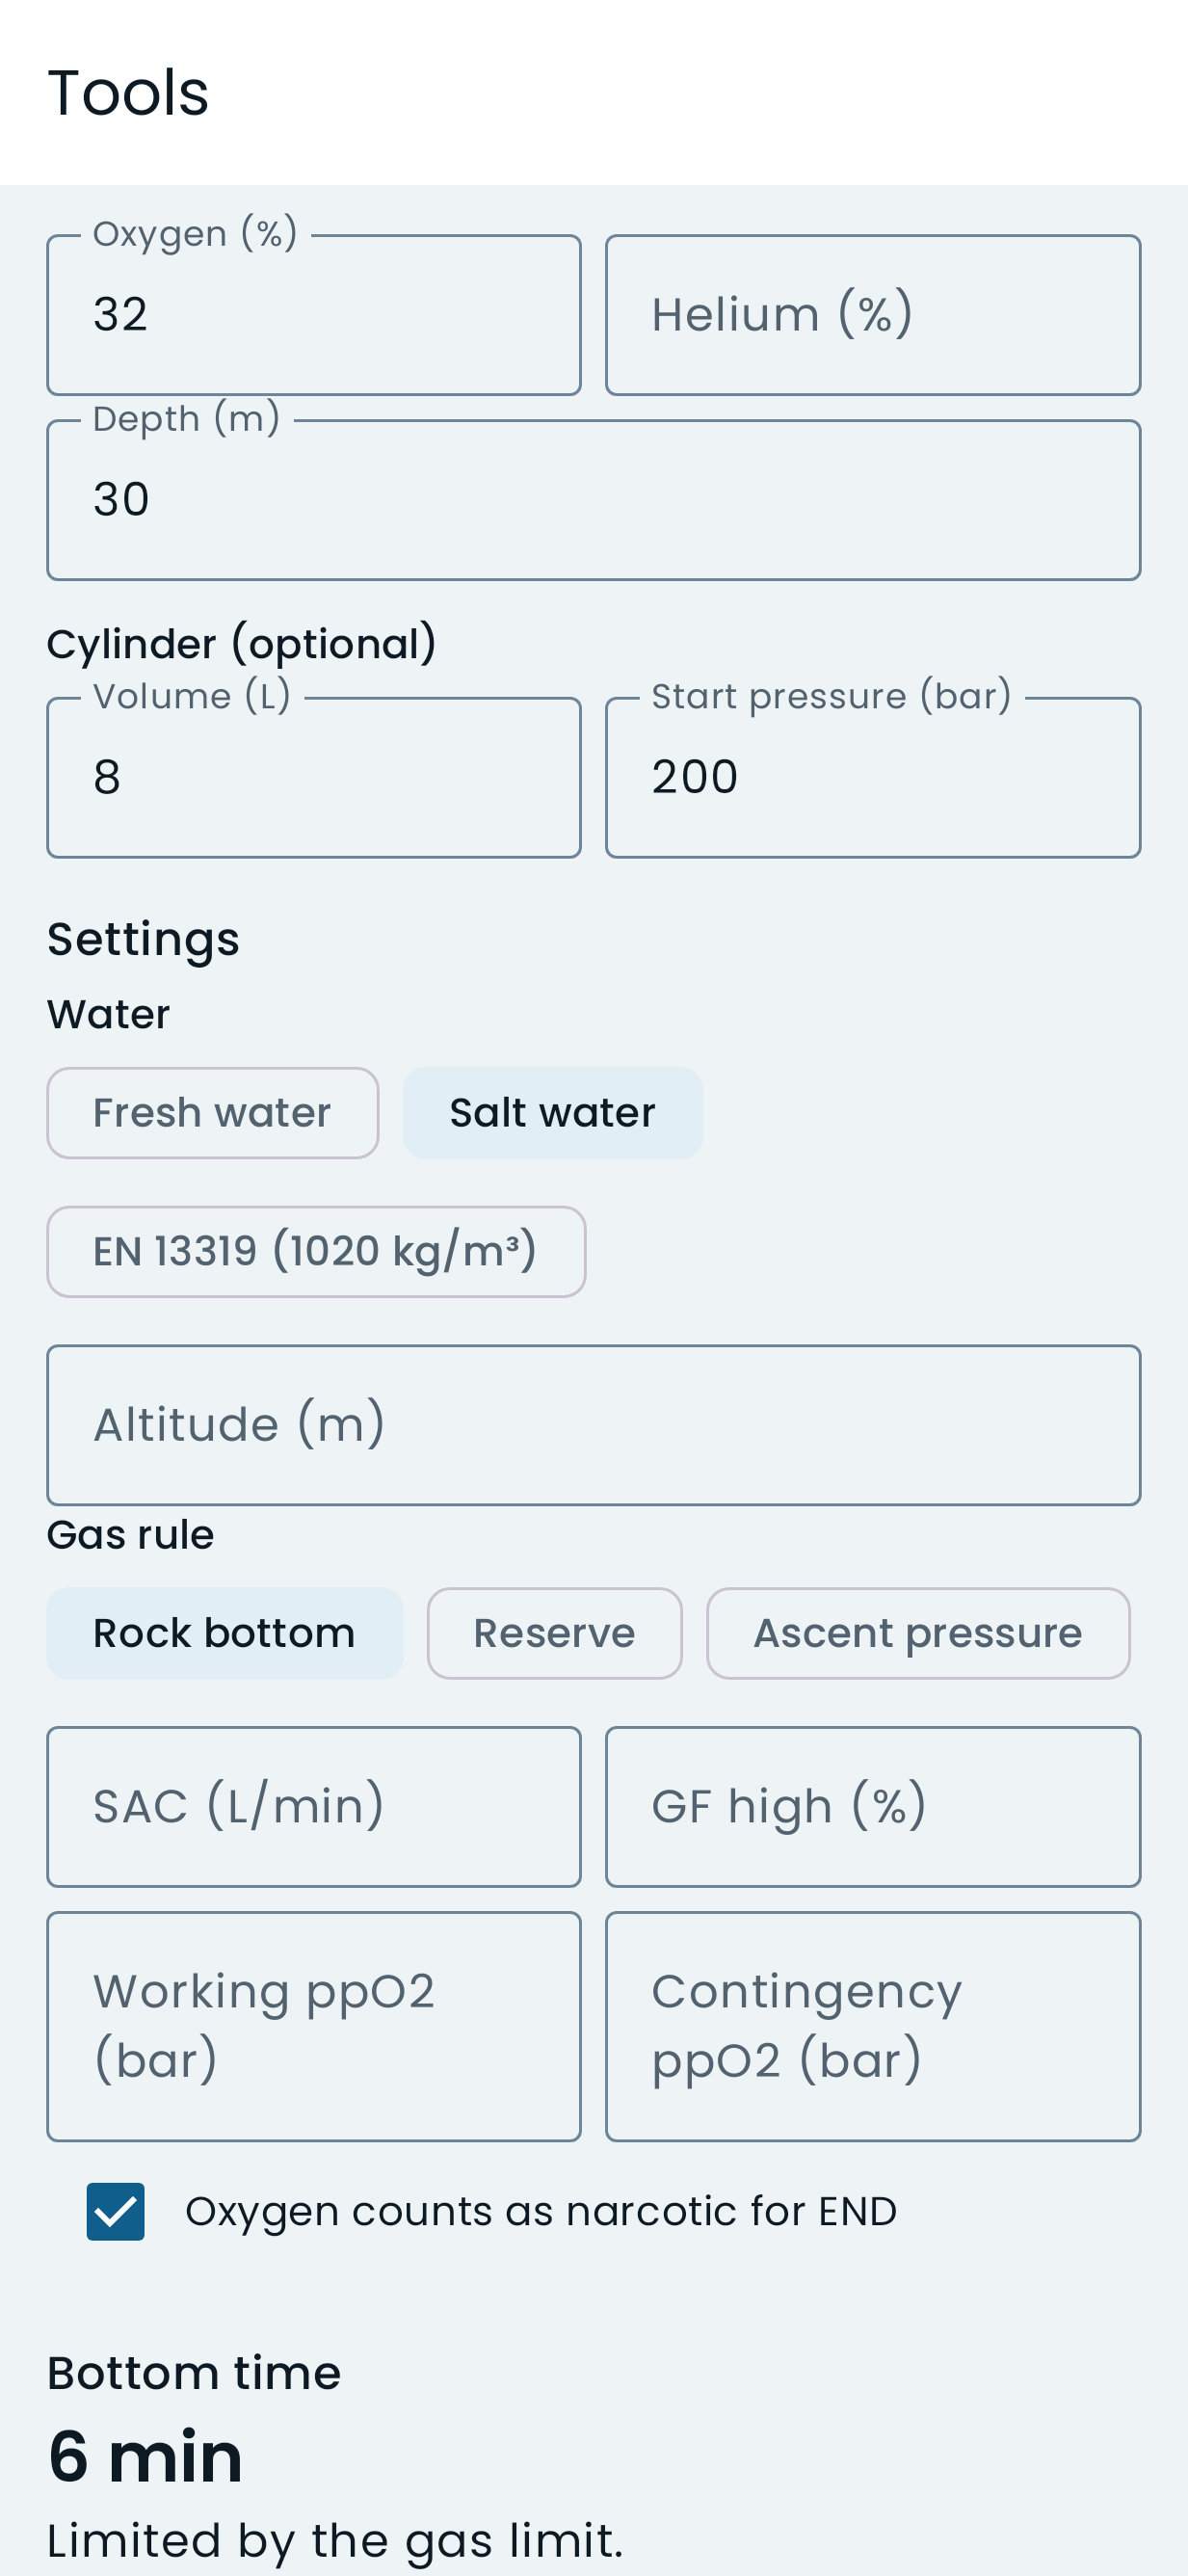 Tools
Oxygen (%)
32
Helium (%)
Depth (m)
30
Cylinder (optional)
Volume (L)
8
Start pressure (bar)
200
Settings
Water
Fresh water
Salt water
EN 13319 (1020 kg/m³)
Altitude (m)
Gas rule
Rock bottom
Reserve
Ascent pressure
SAC (L/min)
GF high (%)
Working ppO2
(bar)
Contingency
ppO2 (bar)
Oxygen counts as narcotic for END
Bottom time
6 min
Limited by the gas limit.